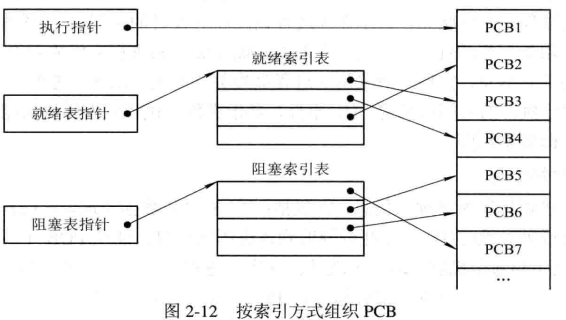 执行指针
PCB1
就绪索引表
PCB2
就绪表指针
PCB3
PCB4
阻塞索引表
PCB5
阻塞表指针
PCB6
PCB7
…
图 2-12 按索引方式组织 PCB